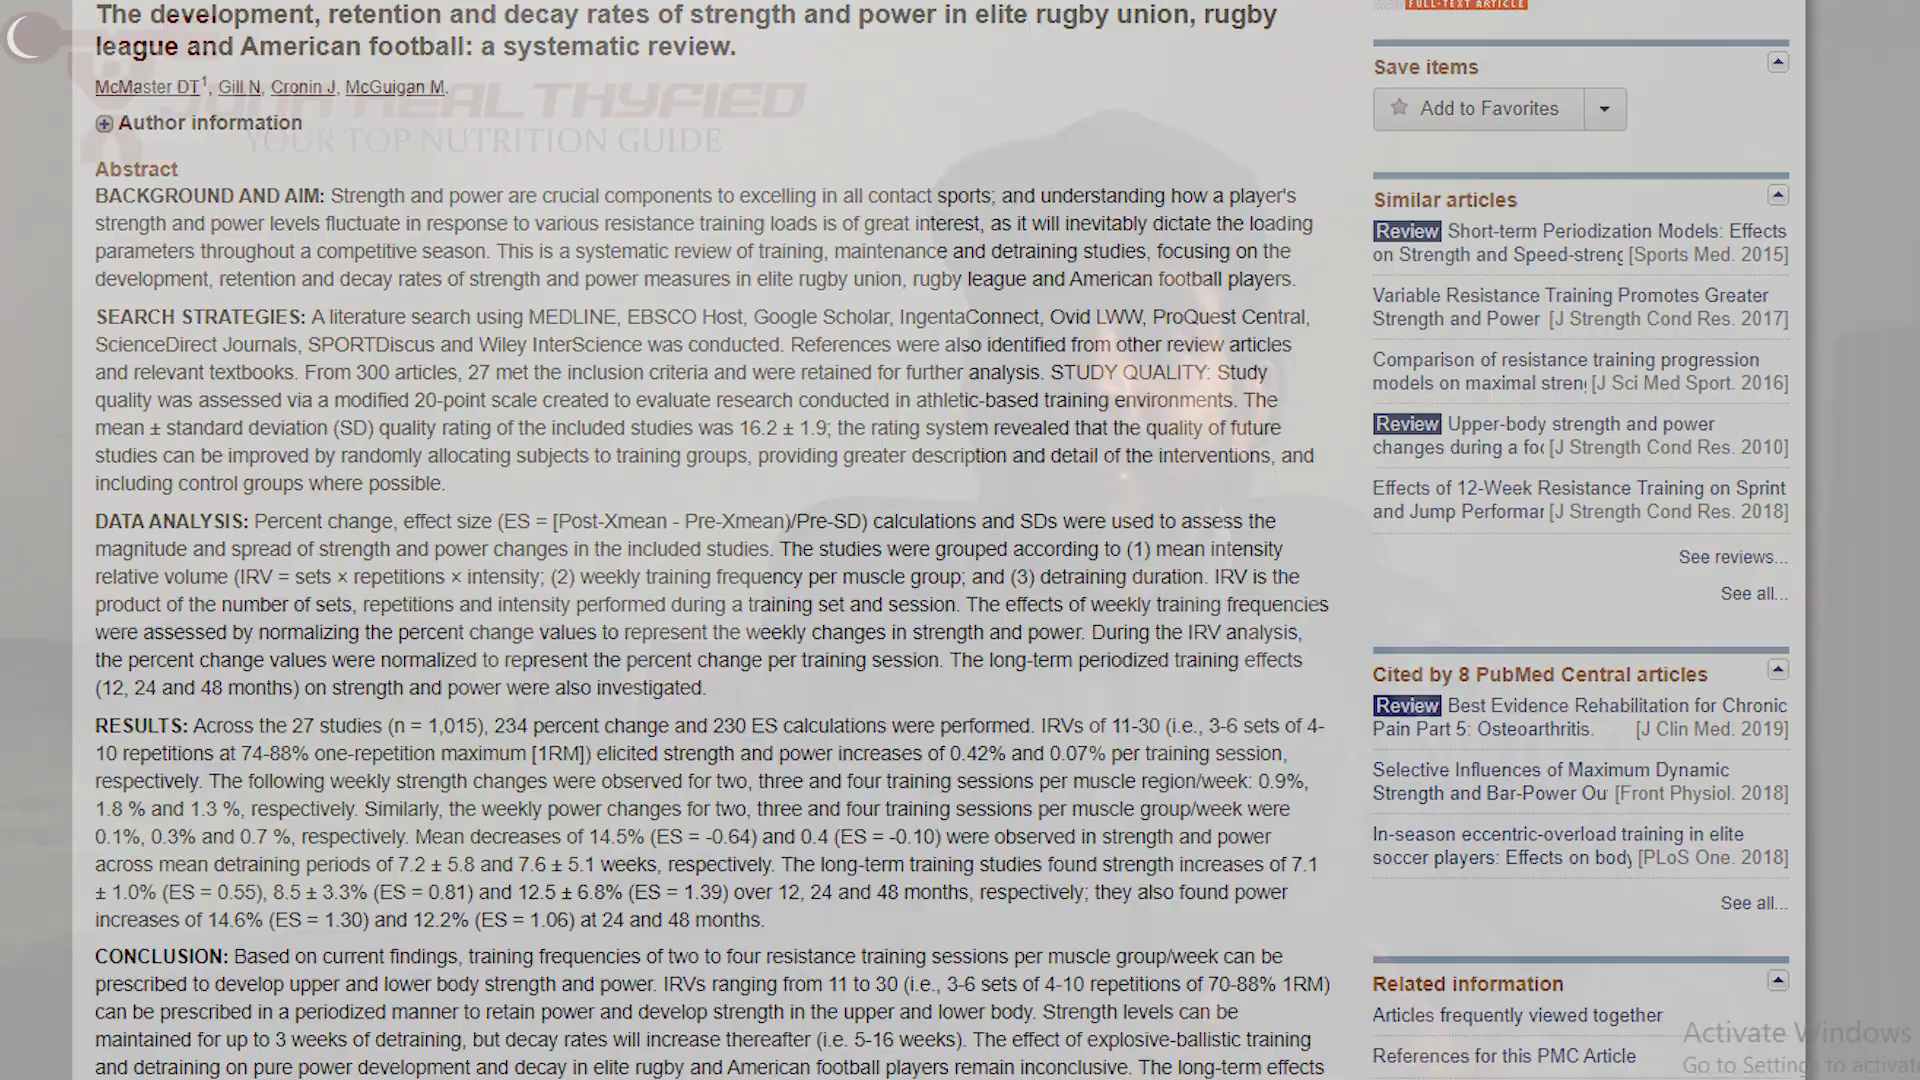 FULL-TEXT ARTICLE
The development, retention and decay rates of strength and power in elite rugby union, rugby
league and American football: a systematic review.
McMaster DT1, Gill N, Cronin J, McGuigan M.
HEALTHYFIED
YOUR TOP NUTRITION GUIDE
Author information
Abstract
BACKGROUND AND AIM: Strength and power are crucial components to excelling in all contact sports; and understanding how a player's
strength and power levels fluctuate in response to various resistance training loads is of great interest, as it will inevitably dictate the loading
parameters throughout a competitive season. This is a systematic review of training, maintenance and detraining studies, focusing on the
development, retention and decay rates of strength and power measures in elite rugby union, rugby league and American football players.
SEARCH STRATEGIES: A literature search using MEDLINE, EBSCO Host, Google Scholar, IngentaConnect, Ovid LWW, ProQuest Central,
ScienceDirect Journals, SPORTDiscus and Wiley InterScience was conducted. References were also identified from other review articles
and relevant textbooks. From 300 articles, 27 met the inclusion criteria and were retained for further analysis. STUDY QUALITY: Study
quality was assessed via a modified 20-point scale created to evaluate research conducted in athletic-based training environments. The
mean ± standard deviation (SD) quality rating of the included studies was 16.2 ± 1.9; the rating system revealed that the quality of future
studies can be improved by randomly allocating subjects to training groups, providing greater description and detail of the interventions, and
including control groups where possible.
DATA ANALYSIS: Percent change, effect size (ES = [Post-Xmean - Pre-Xmean)/Pre-SD) calculations and SDs were used to assess the
magnitude and spread of strength and power changes in the included studies. The studies were grouped according to (1) mean intensity
relative volume (IRV = sets × repetitions × intensity; (2) weekly training frequency per muscle group; and (3) detraining duration. IRV is the
product of the number of sets, repetitions and intensity performed during a training set and session. The effects of weekly training frequencies
were assessed by normalizing the percent change values to represent the weekly changes in strength and power. During the IRV analysis,
the percent change values were normalized to represent the percent change per training session. The long-term periodized training effects
(12, 24 and 48 months) on strength and power were also investigated.
RESULTS: Across the 27 studies (n = 1,015), 234 percent change and 230 ES calculations were performed. IRVs of 11-30 (i.e., 3-6 sets of 4-
10 repetitions at 74-88% one-repetition maximum [1RM]) elicited strength and power increases of 0.42% and 0.07% per training session,
respectively. The following weekly strength changes were observed for two, three and four training sessions per muscle region/week: 0.9%,
1.8 % and 1.3 %, respectively. Similarly, the weekly power changes for two, three and four training sessions per muscle group/week were
0.1%, 0.3% and 0.7 %, respectively. Mean decreases of 14.5% (ES = -0.64) and 0.4 (ES = -0.10) were observed in strength and power
across mean detraining periods of 7.2 ± 5.8 and 7.6 ± 5.1 weeks, respectively. The long-term training studies found strength increases of 7.1
± 1.0% (ES = 0.55), 8.5 ± 3.3% (ES = 0.81) and 12.5 ± 6.8% (ES = 1.39) over 12, 24 and 48 months, respectively; they also found power
increases of 14.6% (ES = 1.30) and 12.2% (ES = 1.06) at 24 and 48 months.
CONCLUSION: Based on current findings, training frequencies of two to four resistance training sessions per muscle group/week can be
prescribed to develop upper and lower body strength and power. IRVs ranging from 11 to 30 (i.e., 3-6 sets of 4-10 repetitions of 70-88% 1RM)
can be prescribed in a periodized manner to retain power and develop strength in the upper and lower body. Strength levels can be
maintained for up to 3 weeks of detraining, but decay rates will increase thereafter (i.e. 5-16 weeks). The effect of explosive-ballistic training
and detraining on pure power development and decay in elite rugby and American football players remain inconclusive. The long-term effects
Save items
Add to Favorites
Similar articles
Review Short-term Periodization Models: Effects
on Strength and Speed-streng [Sports Med. 2015]
Variable Resistance Training Promotes Greater
Strength and Power [J Strength Cond Res. 2017]
Comparison of resistance training progression
models on maximal stren [J Sci Med Sport. 2016]
Review Upper-body strength and power
changes during a fo [J Strength Cond Res. 2010]
Effects of 12-Week Resistance Training on Sprint
and Jump Performar [J Strength Cond Res. 2018]
See reviews...
See all...
Cited by 8 PubMed Central articles
Review Best Evidence Rehabilitation for Chronic
Pain Part 5: Osteoarthritis. [J Clin Med. 2019]
Selective Influences of Maximum Dynamic
Strength and Bar-Power Ou [Front Physiol. 2018]
In-season eccentric-overload training in elite
soccer players: Effects on body [PLoS One. 2018]
See all...
Related information
Articles frequently viewed together
References for this PMC Article
Activate Windows
Go to Settings to activate